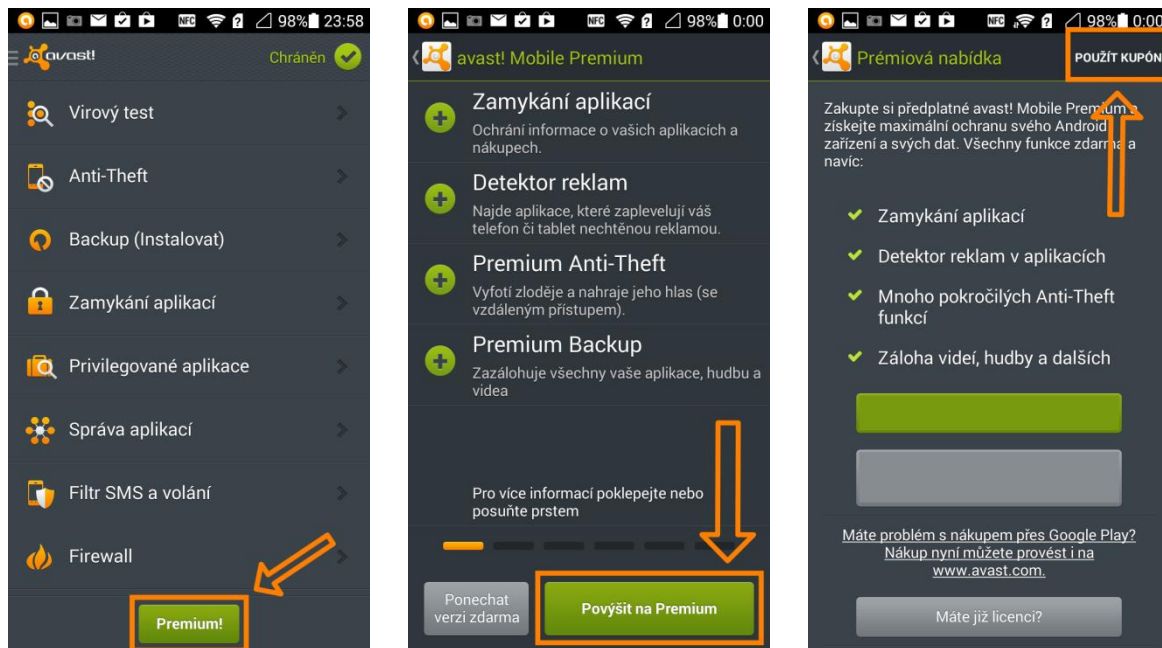 NFC 98% 23:58
avast! Chráněn
Virový test
Anti-Theft
Backup (Instalovat)
Zamykání aplikací
Privilegované aplikace
Správa aplikací
Filtr SMS a volání
Firewall
Premium!
NFC 98% 0:00
avast! Mobile Premium
Zamykání aplikací
Ochrání informace o vašich aplikacích a
nákupech.
Detektor reklam
Najde aplikace, které zaplevelují váš
telefon či tablet nechtěnou reklamou.
Premium Anti-Theft
Vyfotí zloděje a nahraje jeho hlas (se
vzdáleným přístupem).
Premium Backup
Zazálohuje všechny vaše aplikace, hudbu a
videa
Pro více informací poklepejte nebo
posuňte prstem
Ponechat
verzi zdarma
Povýšit na Premium
NFC 98% 0:00
Prémiová nabídka POUŽÍT KUPÓN
Zakupte si předplatné avast! Mobile Premium a
získejte maximální ochranu svého Android
zařízení a svých dat. Všechny funkce zdarma a
navíc:
Zamykání aplikací
Detektor reklam v aplikacích
Mnoho pokročilých Anti-Theft
funkcí
Záloha videí, hudby a dalších
Máte problém s nákupem přes Google Play?
Nákup nyní můžete provést i na
www.avast.com.
Máte již licenci?